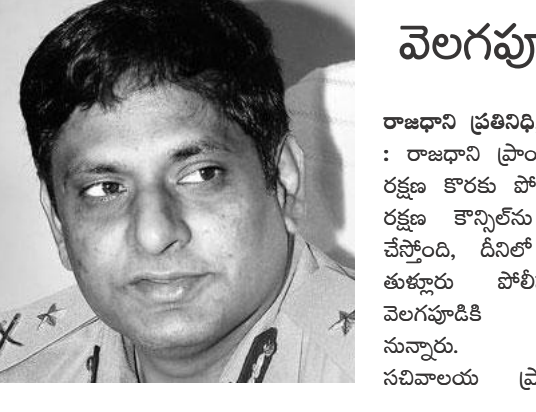 వెలగపూ
రాజధాని ప్రతినిధి
: రాజధాని ప్రాం
రక్షణ కొరకు పో
రక్షణ కౌన్సిల్‌ను
చేస్తోంది, దీనిలో
తుళ్లూరు పోలీ
వెలగపూడికి
నున్నారు.
సచివాలయ ప్రా